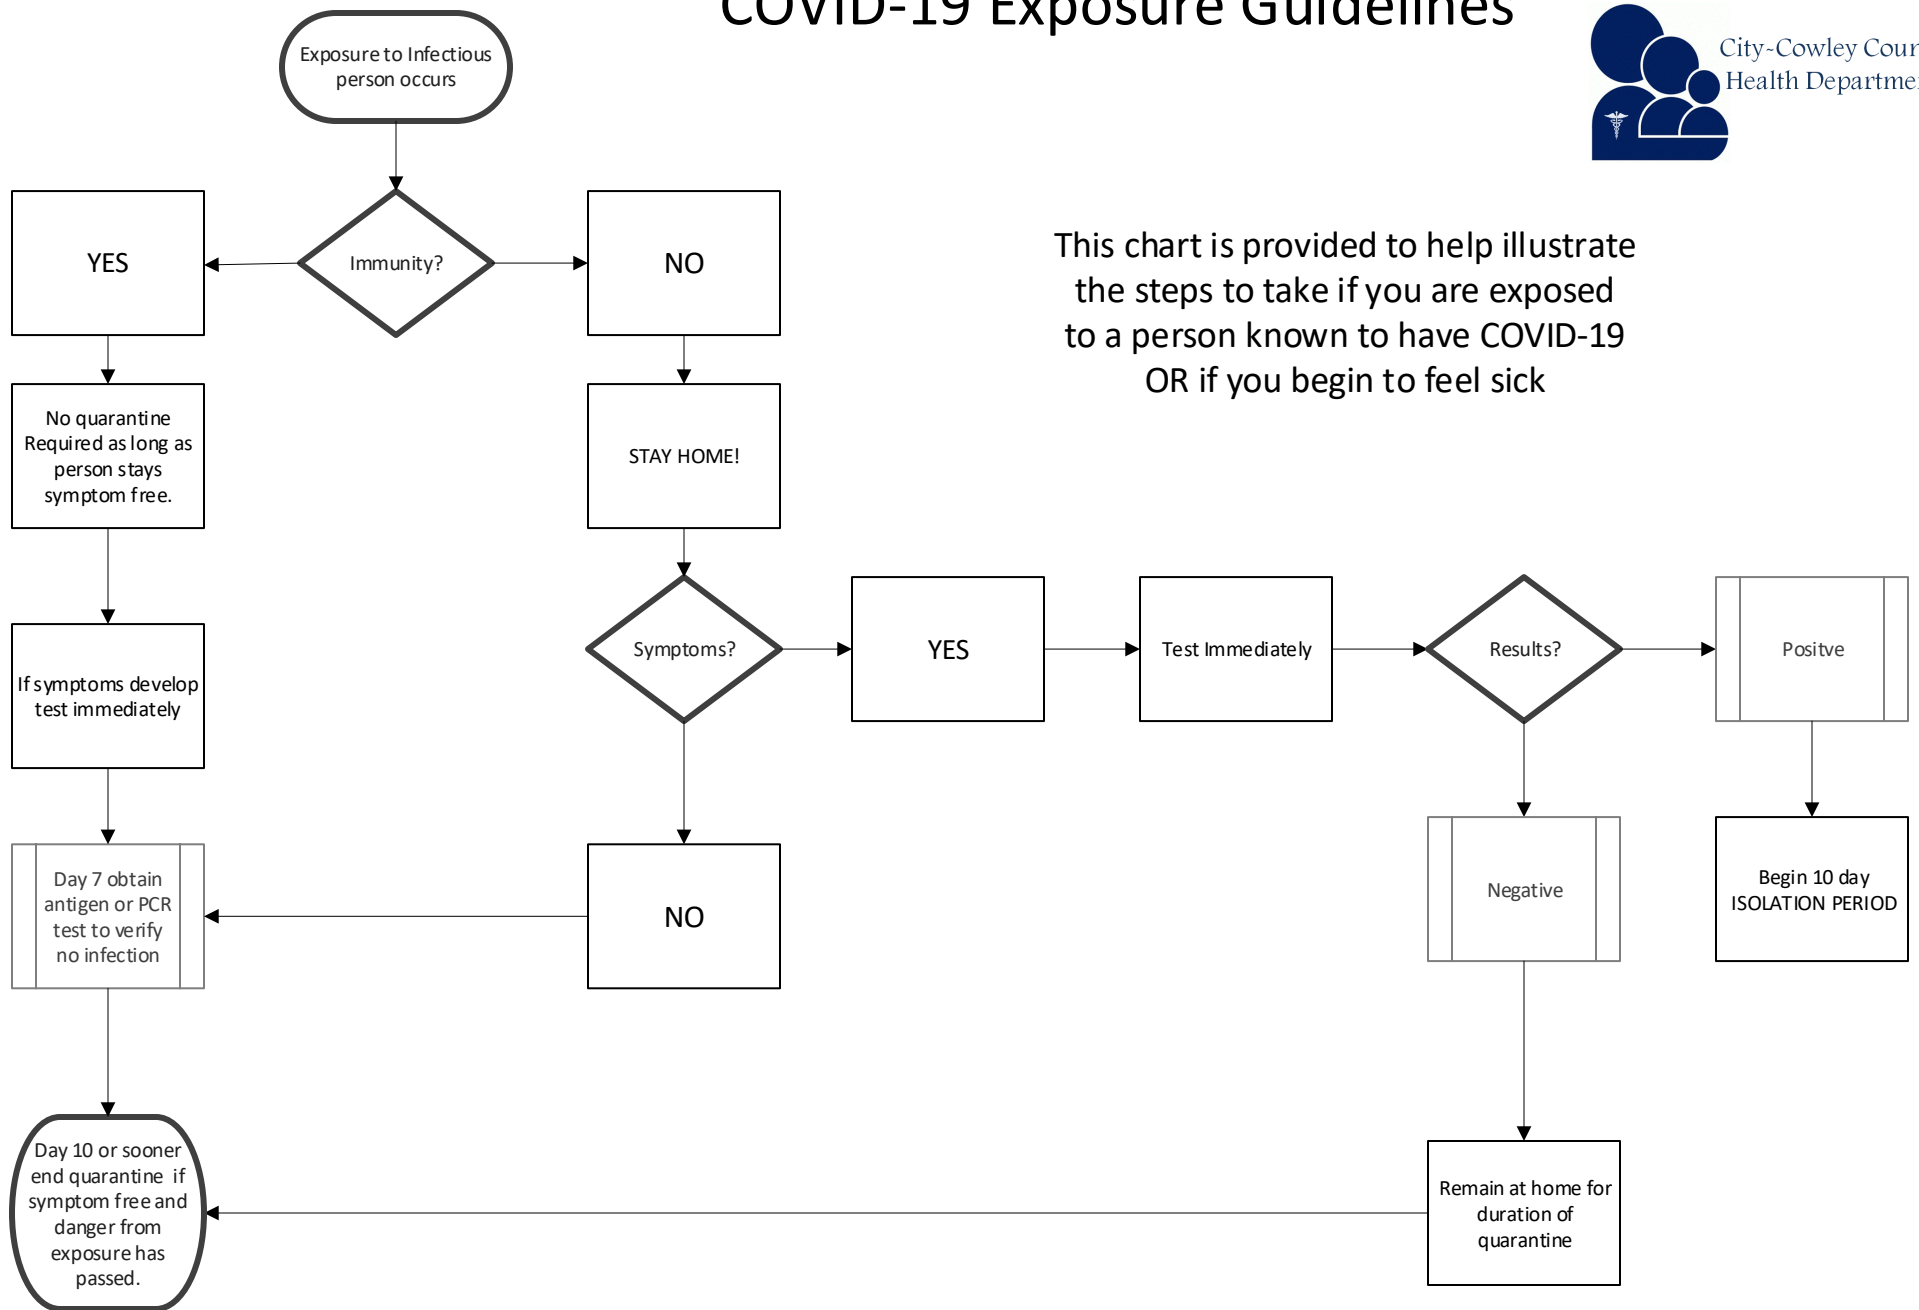 COVID-19 Exposure Guidelines
City-Cowley Coun
Health Departme
Exposure to Infectious
person occurs
YES
Immunity?
NO
This chart is provided to help illustrate
the steps to take if you are exposed
to a person known to have COVID-19
OR if you begin to feel sick
No quarantine
Required as long as
person stays
symptom free.
STAY HOME!
If symptoms develop
test immediately
Symptoms?
YES
Test Immediately
Results?
Positve
Day 7 obtain
antigen or PCR
test to verify
no infection
NO
Negative
Begin 10 day
ISOLATION PERIOD
Day 10 or sooner
end quarantine if
symptom free and
danger from
exposure has
passed.
Remain at home for
duration of
quarantine